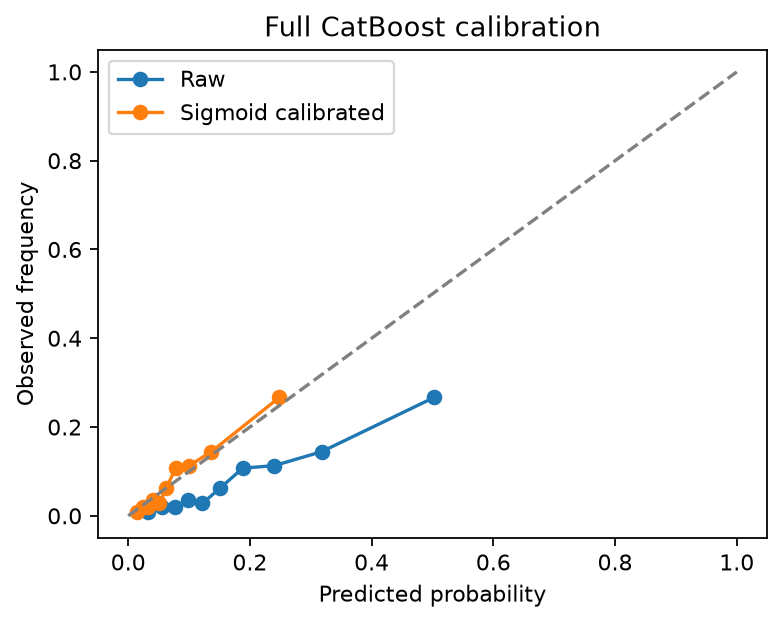 Full CatBoost calibration
Raw
Sigmoid calibrated
1.0
0.8
0.6
0.4
0.2
0.0
Observed frequency
0.0 0.2 0.4 0.6 0.8 1.0
Predicted probability